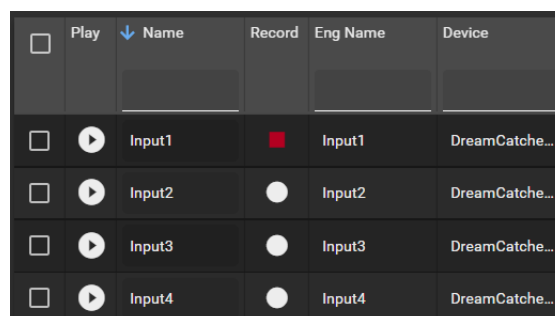 Play Name Record Eng Name Device
Input1 Input1 DreamCatche...
Input2 Input2 DreamCatche...
Input3 Input3 DreamCatche...
Input4 Input4 DreamCatche...